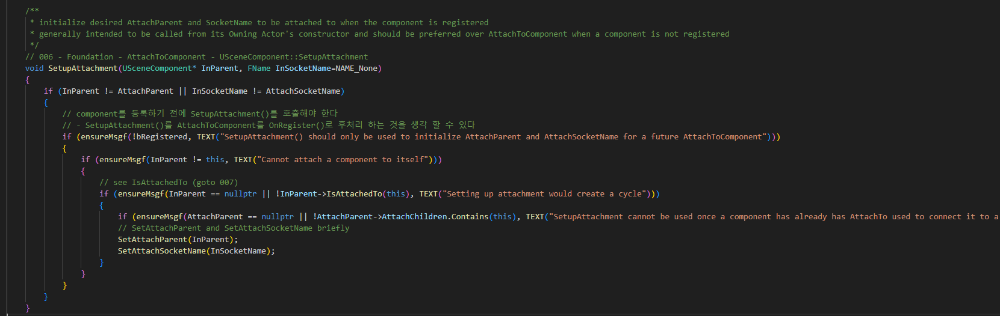 /**
 * initialize desired AttachParent and SocketName to be attached to when the component is registered
 * generally intended to be called from its Owning Actor's constructor and should be preferred over AttachToComponent when a component is not registered
 */
// 006 - Foundation - AttachToComponent - USceneComponent::SetupAttachment
void SetupAttachment(USceneComponent* InParent, FName InSocketName=NAME_None)
{
    if (InParent != AttachParent || InSocketName != AttachSocketName)
    {
        // component를 등록하기 전에 SetupAttachment()를 호출해야 한다
        // - SetupAttachment()를 AttachToComponent를 OnRegister()로 후처리 하는 것을 생각 할 수 있다
        if (ensureMsgf(!bRegistered, TEXT("SetupAttachment() should only be used to initialize AttachParent and AttachSocketName for a future AttachToComponent")))
        {
            if (ensureMsgf(InParent != this, TEXT("Cannot attach a component to itself")))
            {
                // see IsAttachedTo (goto 007)
                if (ensureMsgf(InParent == nullptr || !InParent->IsAttachedTo(this), TEXT("Setting up attachment would create a cycle")))
                {
                    if (ensureMsgf(AttachParent == nullptr || !AttachParent->AttachChildren.Contains(this), TEXT("SetupAttachment cannot be used once a component has already has AttachTo used to connect it to a
                    // SetAttachParent and SetAttachSocketName briefly
                    SetAttachParent(InParent);
                    SetAttachSocketName(InSocketName);
                }
            }
        }
    }
}